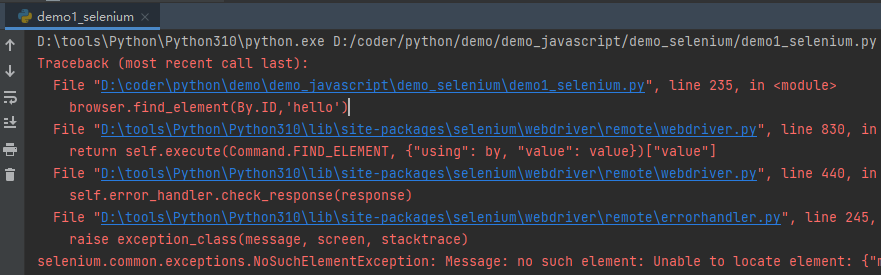 demo1_selenium
D:\tools\Python\Python310\python.exe D:/coder/python/demo/demo_javascript/demo_selenium/demo1_selenium.py
Traceback (most recent call last):
File "D:\coder\python\demo\demo_javascript\demo_selenium\demo1_selenium.py", line 235, in <module>
browser.find_element(By.ID,'hello')
File "D:\tools\Python\Python310\lib\site-packages\selenium\webdriver\remote\webdriver.py", line 830, in
return self.execute(Command.FIND_ELEMENT, {"using": by, "value": value})["value"]
File "D:\tools\Python\Python310\lib\site-packages\selenium\webdriver\remote\webdriver.py", line 440, in
self.error_handler.check_response(response)
File "D:\tools\Python\Python310\lib\site-packages\selenium\webdriver\remote\errorhandler.py", line 245,
raise exception_class(message, screen, stacktrace)
selenium.common.exceptions.NoSuchElementException: Message: no such element: Unable to locate element: {"m